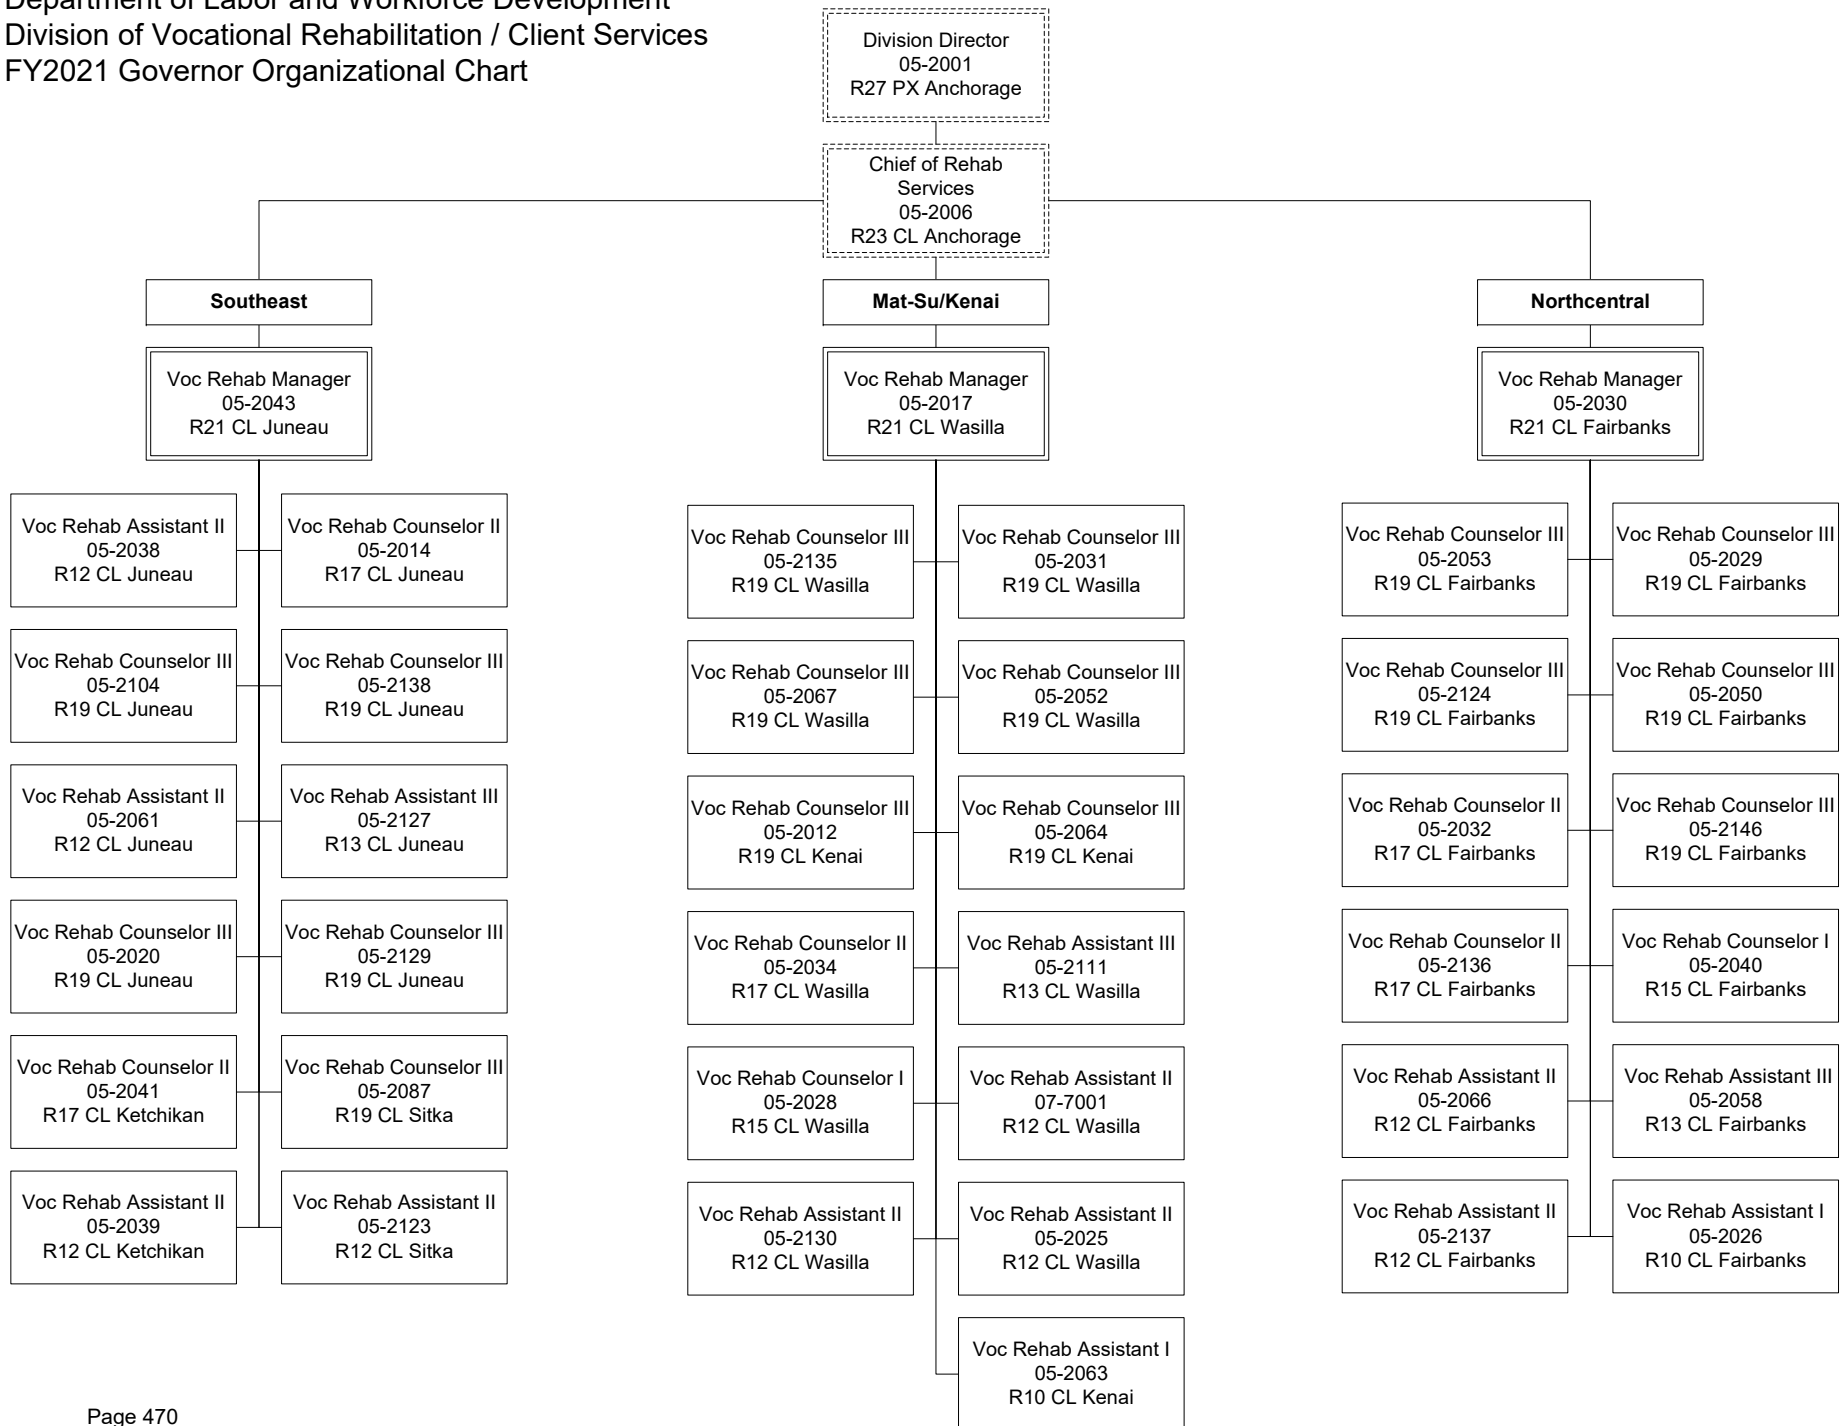 Department of Labor and Workforce Development
Division of Vocational Rehabilitation / Client Services
FY2021 Governor Organizational Chart
Division Director
05-2001
R27 PX Anchorage
Chief of Rehab
Services
05-2006
R23 CL Anchorage
Southeast
Voc Rehab Manager
05-2043
R21 CL Juneau
Voc Rehab Assistant II
05-2038
R12 CL Juneau
Voc Rehab Counselor II
05-2014
R17 CL Juneau
Voc Rehab Counselor III
05-2104
R19 CL Juneau
Voc Rehab Counselor III
05-2138
R19 CL Juneau
Voc Rehab Assistant II
05-2061
R12 CL Juneau
Voc Rehab Assistant III
05-2127
R13 CL Juneau
Voc Rehab Counselor III
05-2020
R19 CL Juneau
Voc Rehab Counselor III
05-2129
R19 CL Juneau
Voc Rehab Counselor II
05-2041
R17 CL Ketchikan
Voc Rehab Counselor III
05-2087
R19 CL Sitka
Voc Rehab Assistant II
05-2039
R12 CL Ketchikan
Voc Rehab Assistant II
05-2123
R12 CL Sitka
Mat-Su/Kenai
Voc Rehab Manager
05-2017
R21 CL Wasilla
Voc Rehab Counselor III
05-2135
R19 CL Wasilla
Voc Rehab Counselor III
05-2031
R19 CL Wasilla
Voc Rehab Counselor III
05-2067
R19 CL Wasilla
Voc Rehab Counselor III
05-2052
R19 CL Wasilla
Voc Rehab Counselor III
05-2012
R19 CL Kenai
Voc Rehab Counselor III
05-2064
R19 CL Kenai
Voc Rehab Counselor II
05-2034
R17 CL Wasilla
Voc Rehab Assistant III
05-2111
R13 CL Wasilla
Voc Rehab Counselor I
05-2028
R15 CL Wasilla
Voc Rehab Assistant II
07-7001
R12 CL Wasilla
Voc Rehab Assistant II
05-2130
R12 CL Wasilla
Voc Rehab Assistant II
05-2025
R12 CL Wasilla
Voc Rehab Assistant I
05-2063
R10 CL Kenai
Northcentral
Voc Rehab Manager
05-2030
R21 CL Fairbanks
Voc Rehab Counselor III
05-2053
R19 CL Fairbanks
Voc Rehab Counselor III
05-2029
R19 CL Fairbanks
Voc Rehab Counselor III
05-2124
R19 CL Fairbanks
Voc Rehab Counselor III
05-2050
R19 CL Fairbanks
Voc Rehab Counselor II
05-2032
R17 CL Fairbanks
Voc Rehab Counselor III
05-2146
R19 CL Fairbanks
Voc Rehab Counselor II
05-2136
R17 CL Fairbanks
Voc Rehab Counselor I
05-2040
R15 CL Fairbanks
Voc Rehab Assistant II
05-2066
R12 CL Fairbanks
Voc Rehab Assistant III
05-2058
R13 CL Fairbanks
Voc Rehab Assistant II
05-2137
R12 CL Fairbanks
Voc Rehab Assistant I
05-2026
R10 CL Fairbanks
Page 470